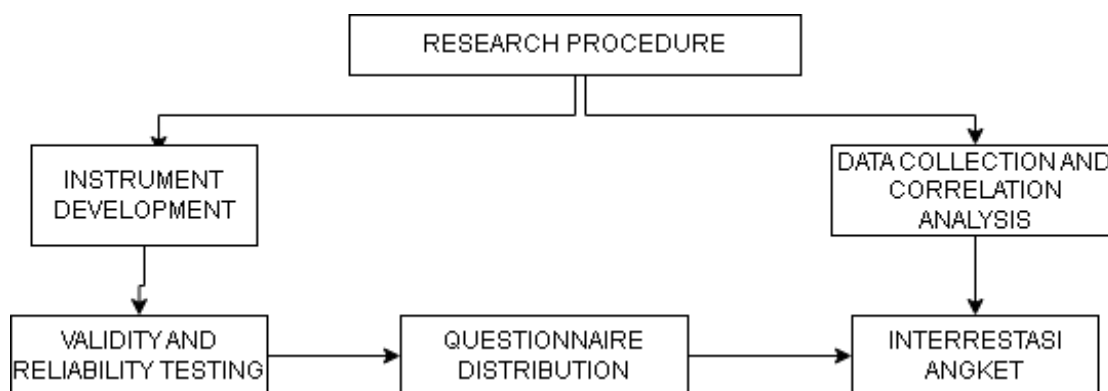 RESEARCH PROCEDURE
INSTRUMENT
DEVELOPMENT
DATA COLLECTION AND
CORRELATION
ANALYSIS
VALIDITY AND
RELIABILITY TESTING
QUESTIONNAIRE
DISTRIBUTION
INTERRESTASI
ANGKET